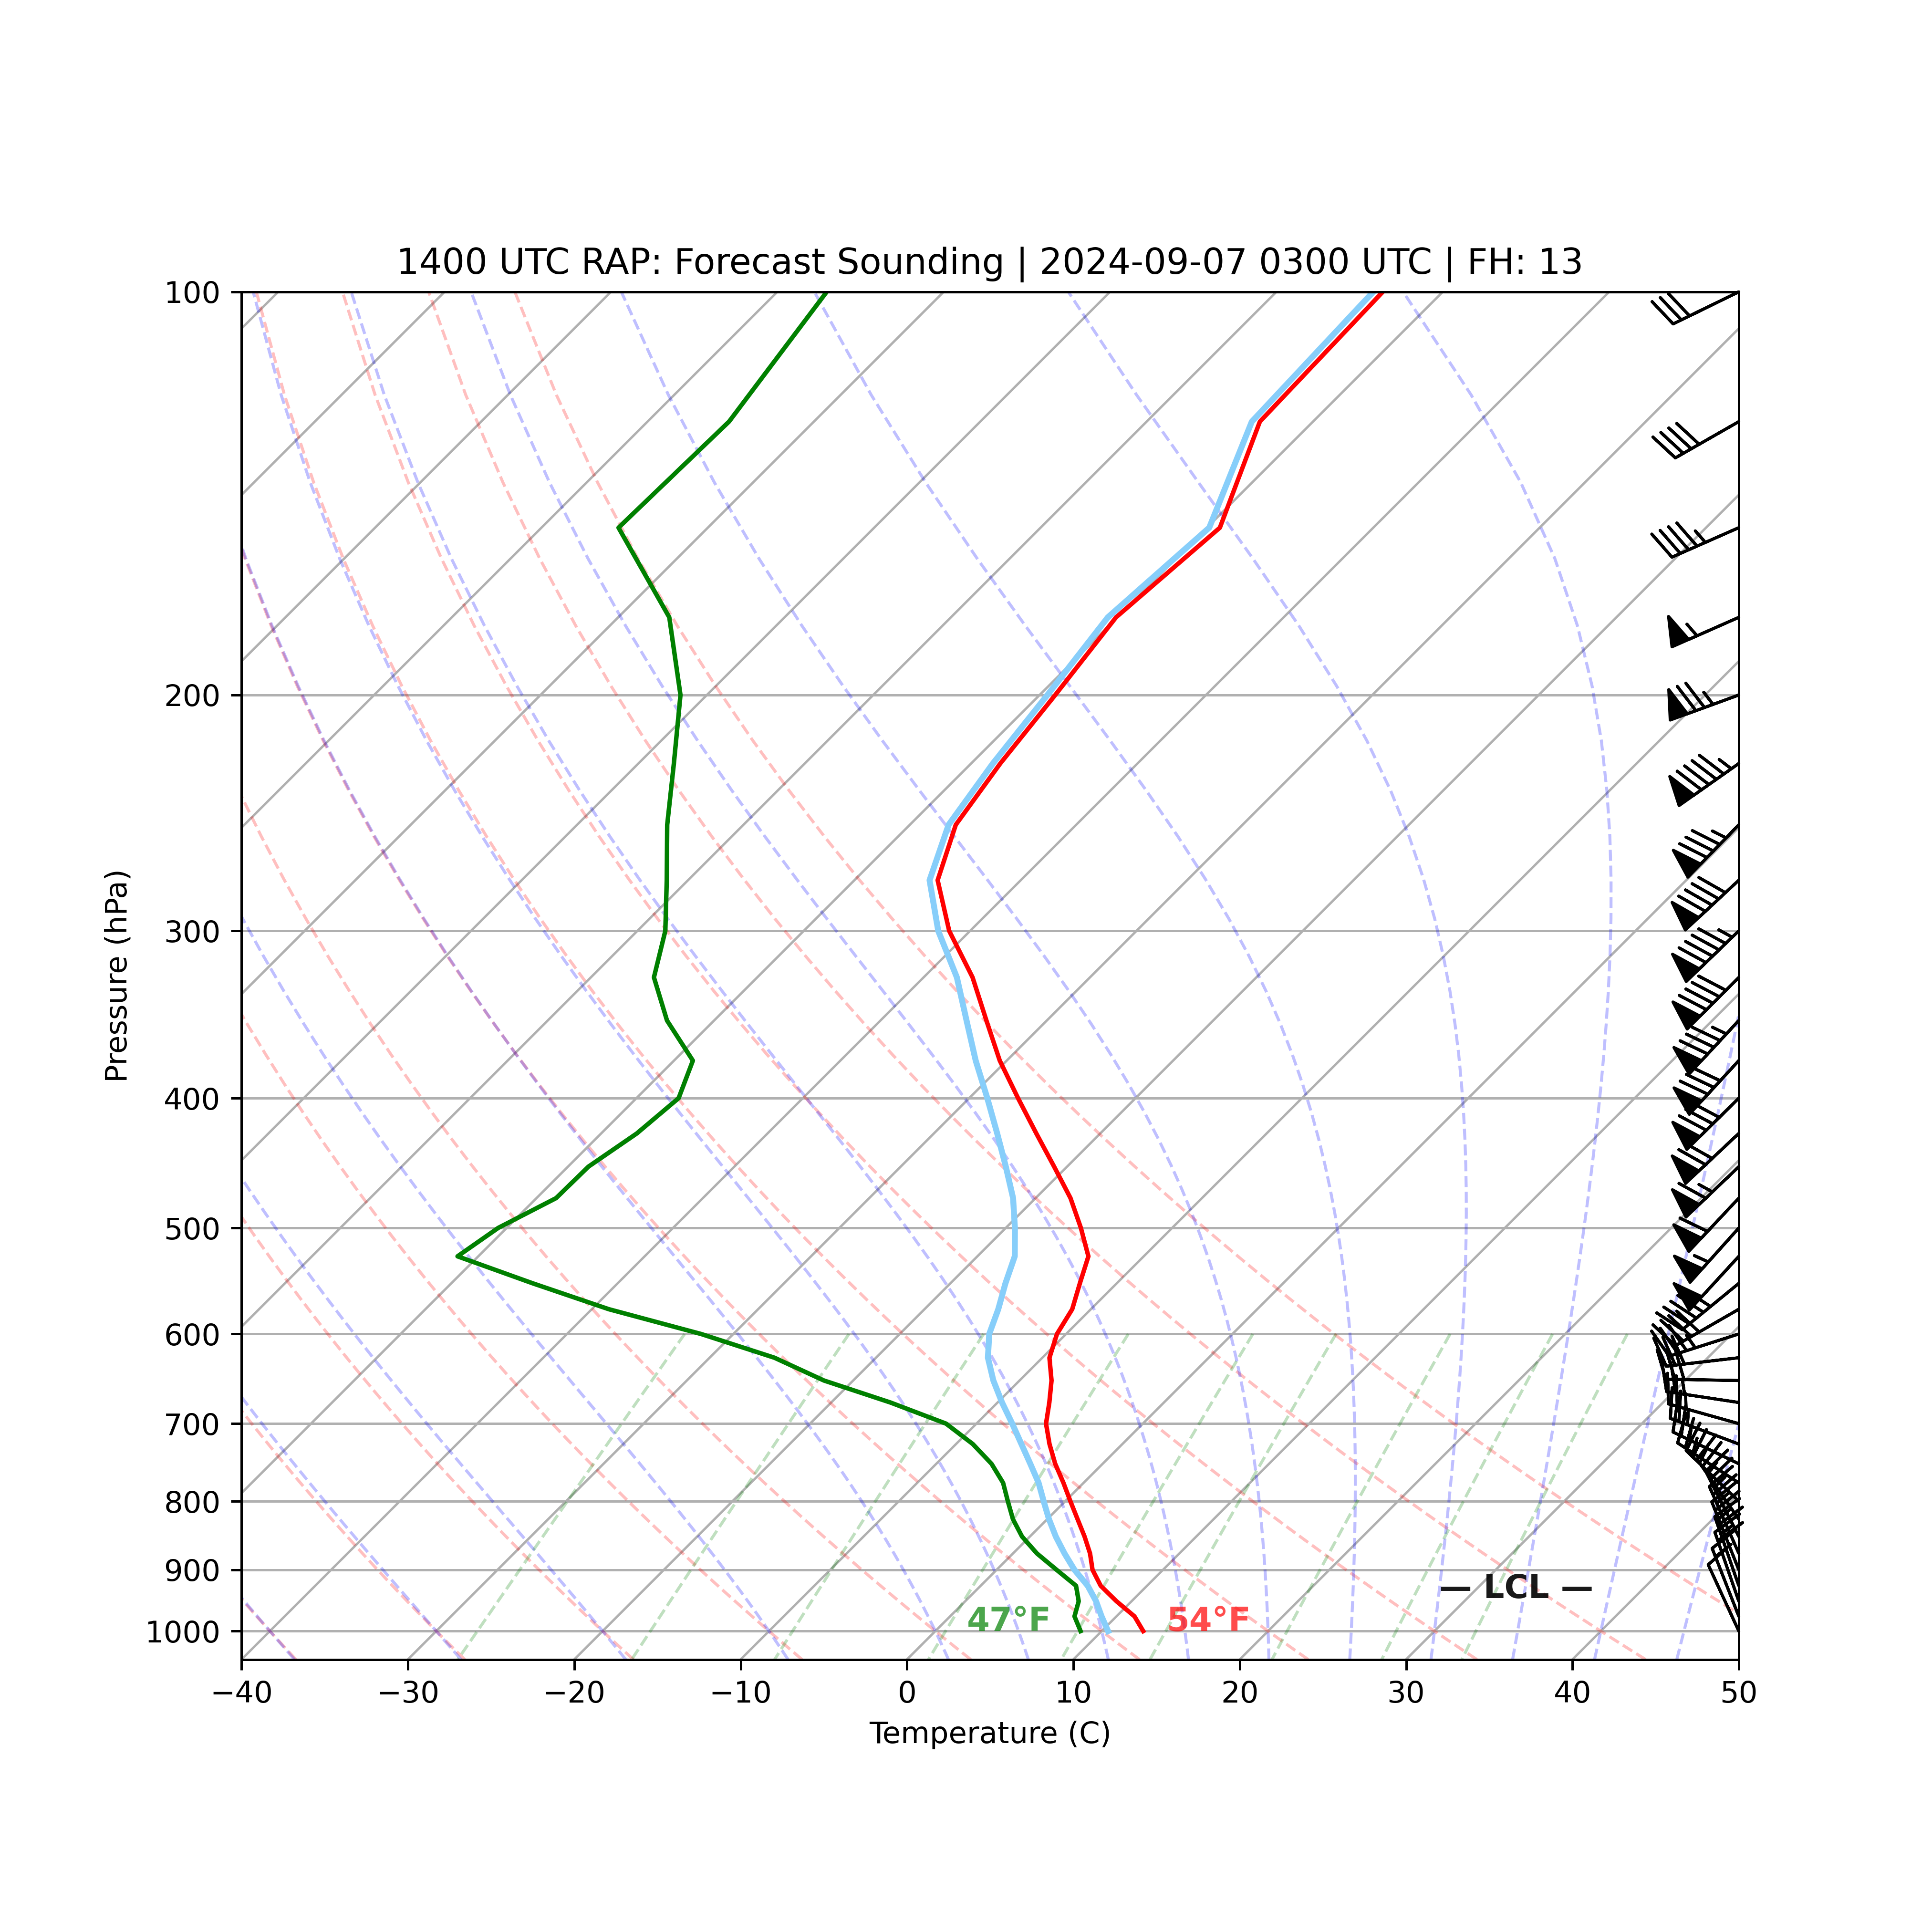 1400 UTC RAP: Forecast Sounding | 2024-09-07 0300 UTC | FH: 13
100
200
300
400
500
600
700
800
900
1000
Pressure (hPa)
47°F
54°F
— LCL —
−40 −30 −20 −10 0 10 20 30 40 50
Temperature (C)